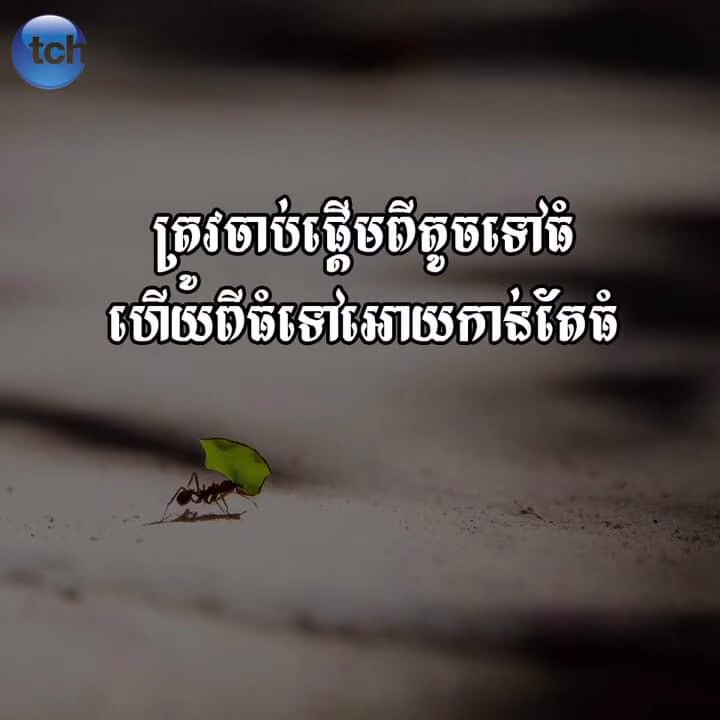 tch
ត្រូវចាប់ផ្ដើមពីតូចទៅធំ
ហើយពីធំទៅអោយកាន់តែធំ